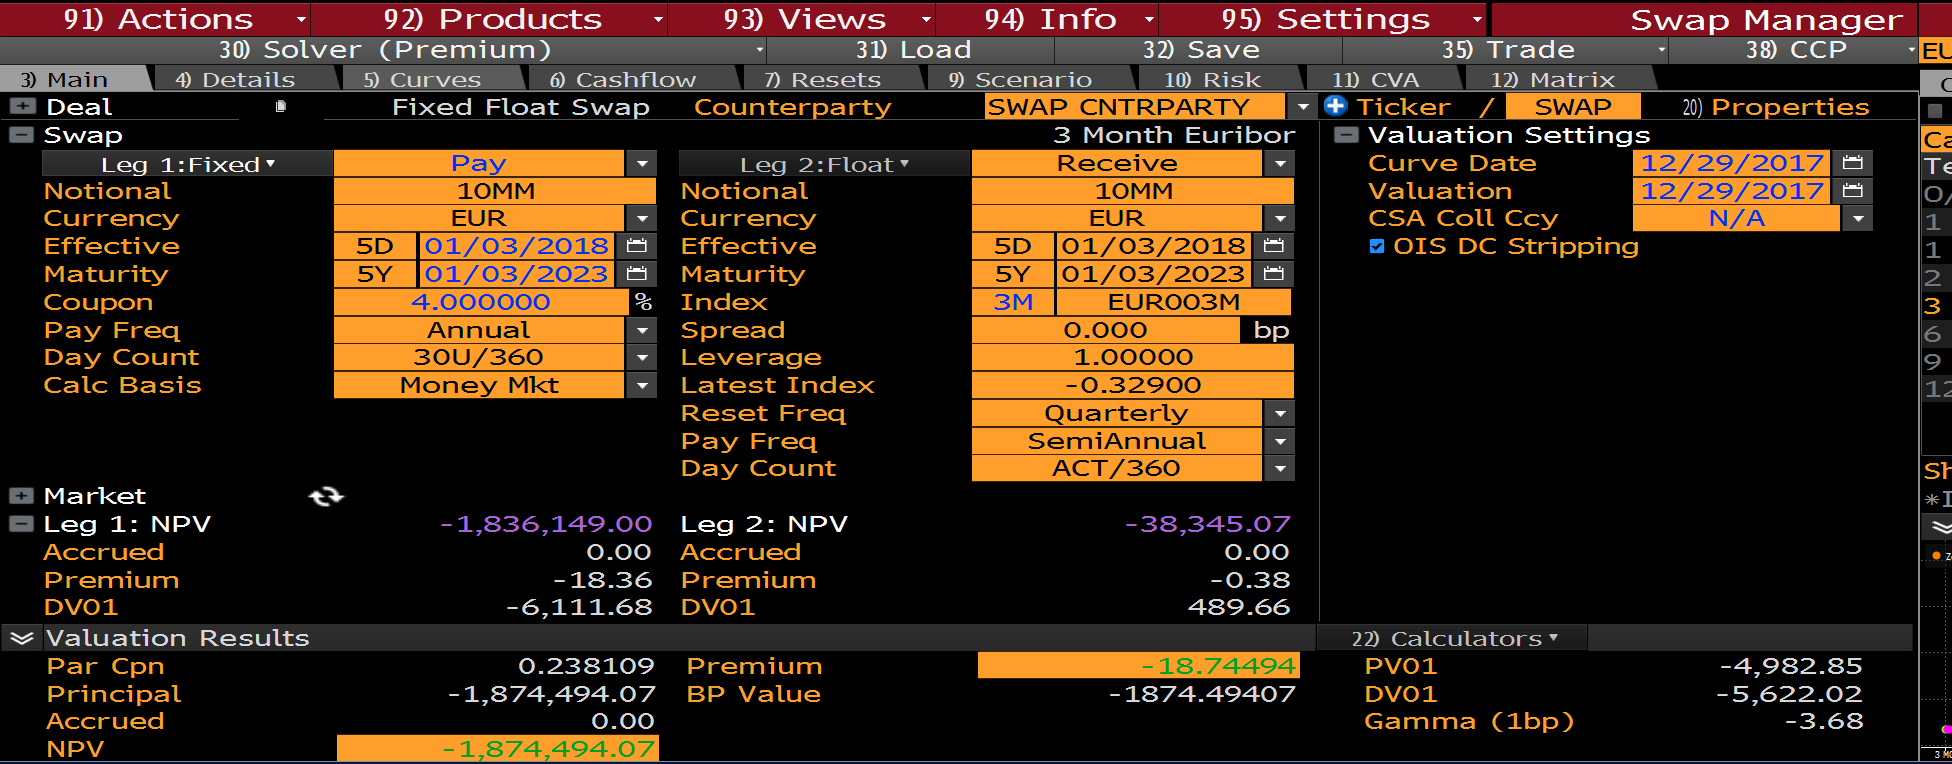 91) Actions 92) Products 93) Views 94) Info 95) Settings Swap Manager
30) Solver (Premium) 31) Load 32) Save 35) Trade 38) CCP EU
3) Main 4) Details 5) Curves 6) Cashflow 7) Resets 9) Scenario 10) Risk 11) CVA 12) Matrix
Deal Fixed Float Swap Counterparty SWAP CNTRPARTY Ticker / SWAP 20) Properties
Swap 3 Month Euribor Valuation Settings Ca
Leg 1:Fixed Pay Leg 2:Float Receive Curve Date 12/29/2017 Te
Notional 10MM Notional 10MM Valuation 12/29/2017 O/
Currency EUR Currency EUR CSA Coll Ccy N/A 1
Effective 5D 01/03/2018 Effective 5D 01/03/2018 OIS DC Stripping 1
Maturity 5Y 01/03/2023 Maturity 5Y 01/03/2023 2
Coupon 4.000000 % Index 3M EUR003M 3
Pay Freq Annual Spread 0.000 bp 6
Day Count 30U/360 Leverage 1.00000 9
Calc Basis Money Mkt Latest Index -0.32900 12
Reset Freq Quarterly
Pay Freq SemiAnnual
Day Count ACT/360 Sh
Market *I
Leg 1: NPV -1,836,149.00 Leg 2: NPV -38,345.07
Accrued 0.00 Accrued 0.00
Premium -18.36 Premium -0.38
DV01 -6,111.68 DV01 489.66
Valuation Results 22) Calculators
Par Cpn 0.238109 Premium -18.74494 PV01 -4,982.85
Principal -1,874,494.07 BP Value -1874.49407 DV01 -5,622.02
Accrued 0.00 Gamma (1bp) -3.68
NPV -1,874,494.07